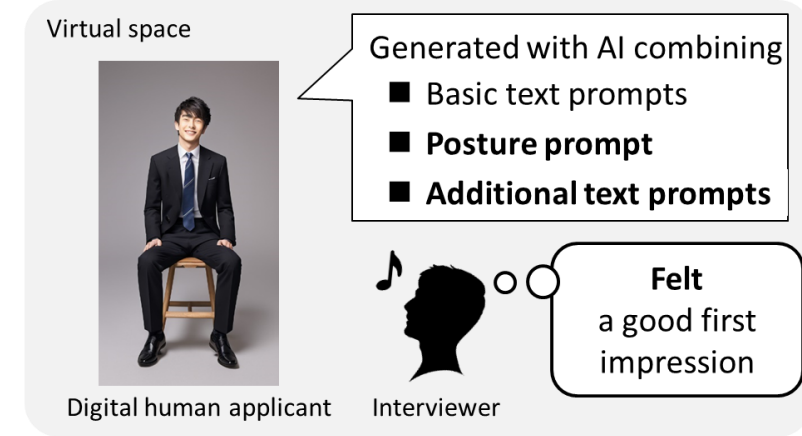 Virtual space
Generated with AI combining
■ Basic text prompts
■ Posture prompt
■ Additional text prompts
Felt
a good first
impression
Digital human applicant
Interviewer